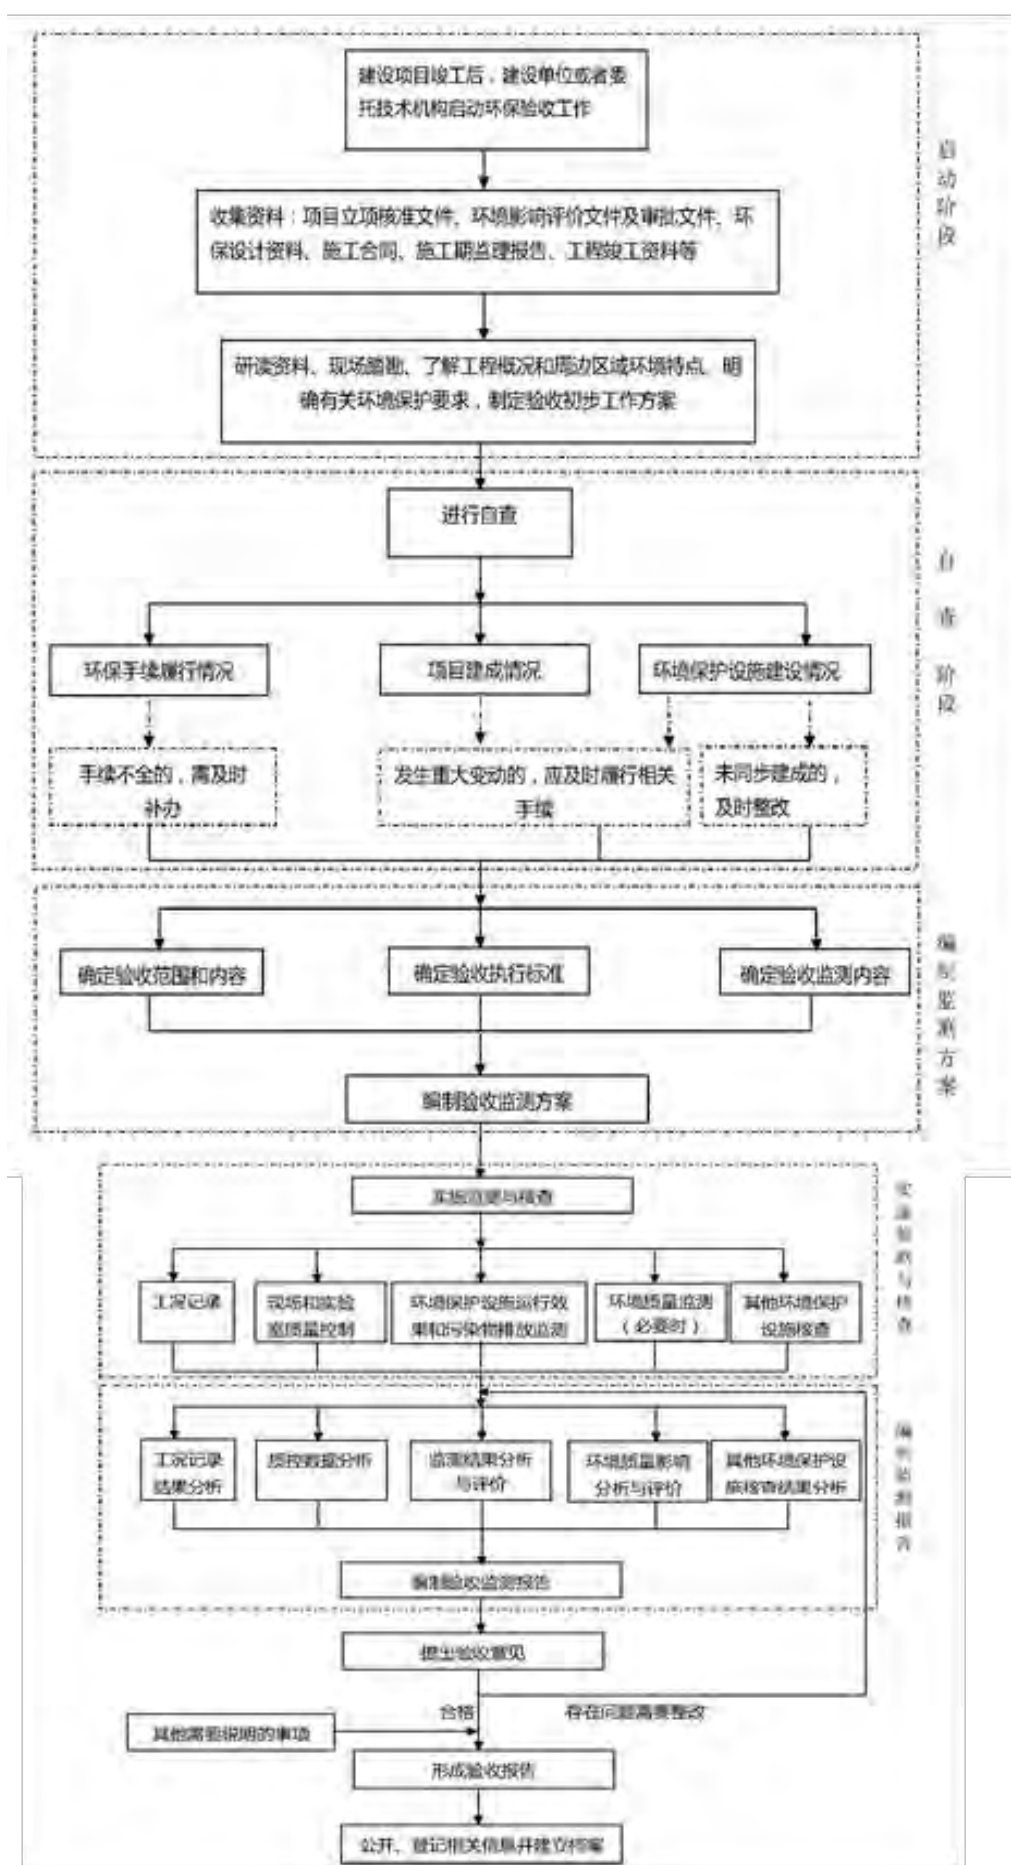 建设项目竣工后，建设单位或者委
托技术机构启动环保验收工作
启动阶段
收集资料：项目立项核准文件、环境影响评价文件及审批文件、环
保设计资料、施工合同、施工期监理报告、工程竣工资料等
研读资料、现场踏勘、了解工程概况和周边区域环境特点、明
确有关环境保护要求，制定验收初步工作方案
进行自查
自查阶段
环保手续履行情况
项目建成情况
环境保护设施建设情况
手续不全的，需及时
补办
发生重大变动的，应及时履行相关
手续
未同步建成的，
及时整改
编制监测方案
确定验收范围和内容
确定验收执行标准
确定验收监测内容
编制验收监测方案
实施监测与核查
实施监测与核查
工况记录
现场和实验
室质量控制
环境保护设施运行效
果和污染物排放监测
环境质量监测
（必要时）
其他环境保护
设施核查
编制监测报告
工况记录
结果分析
质控数据分析
监测结果分析
与评价
环境质量影响
分析与评价
其他环境保护设
施核查结果分析
编制验收监测报告
提出验收意见
合格
存在问题需要整改
其他需要说明的事项
形成验收报告
公开、登记相关信息并建立档案